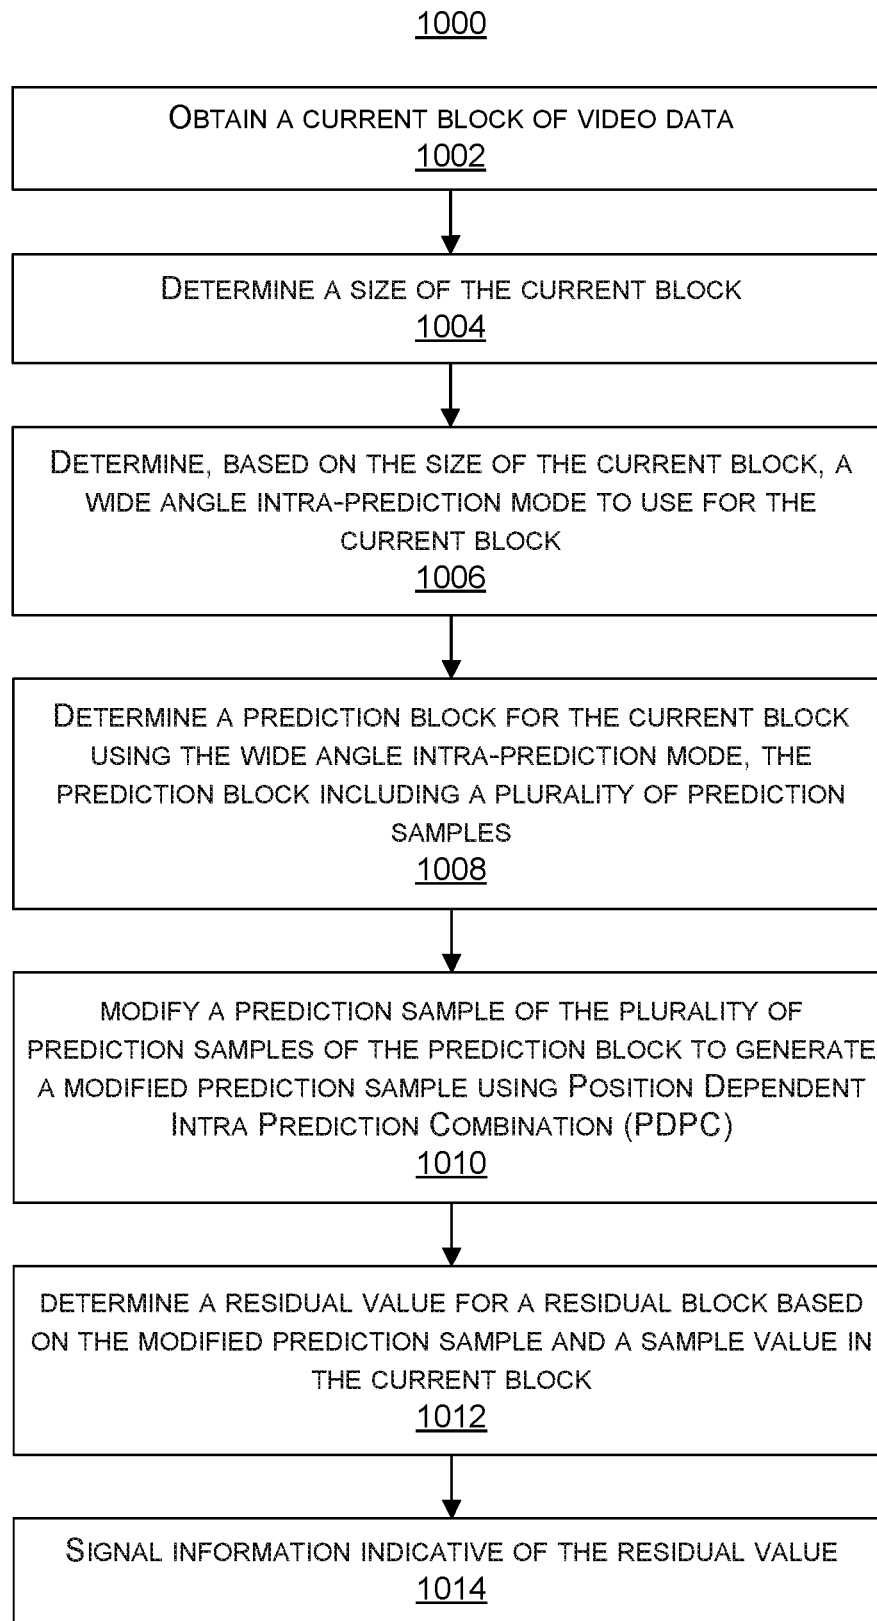 1000
OBTAIN A CURRENT BLOCK OF VIDEO DATA
1002
DETERMINE A SIZE OF THE CURRENT BLOCK
1004
DETERMINE, BASED ON THE SIZE OF THE CURRENT BLOCK, A
WIDE ANGLE INTRA-PREDICTION MODE TO USE FOR THE
CURRENT BLOCK
1006
DETERMINE A PREDICTION BLOCK FOR THE CURRENT BLOCK
USING THE WIDE ANGLE INTRA-PREDICTION MODE, THE
PREDICTION BLOCK INCLUDING A PLURALITY OF PREDICTION
SAMPLES
1008
MODIFY A PREDICTION SAMPLE OF THE PLURALITY OF
PREDICTION SAMPLES OF THE PREDICTION BLOCK TO GENERATE
A MODIFIED PREDICTION SAMPLE USING POSITION DEPENDENT
INTRA PREDICTION COMBINATION (PDPC)
1010
DETERMINE A RESIDUAL VALUE FOR A RESIDUAL BLOCK BASED
ON THE MODIFIED PREDICTION SAMPLE AND A SAMPLE VALUE IN
THE CURRENT BLOCK
1012
SIGNAL INFORMATION INDICATIVE OF THE RESIDUAL VALUE
1014